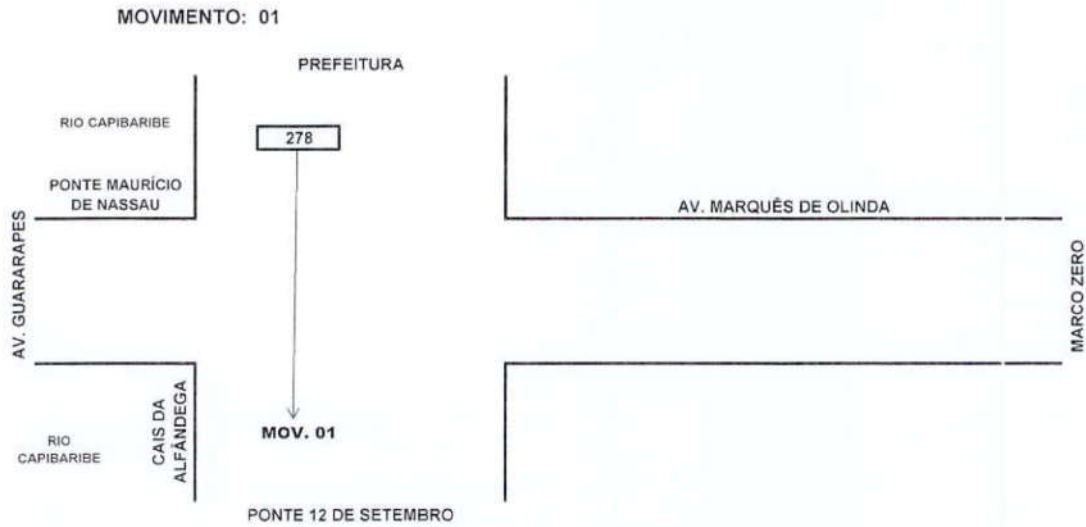 MOVIMENTO: 01
PREFEITURA
RIO CAPIBARIBE
278
PONTE MAURÍCIO
DE NASSAU
AV. MARQUÊS DE OLINDA
AV. GUARARAPES
MARCO ZERO
CAIS DA
ALFÂNDEGA
MOV. 01
RIO
CAPIBARIBE
PONTE 12 DE SETEMBRO